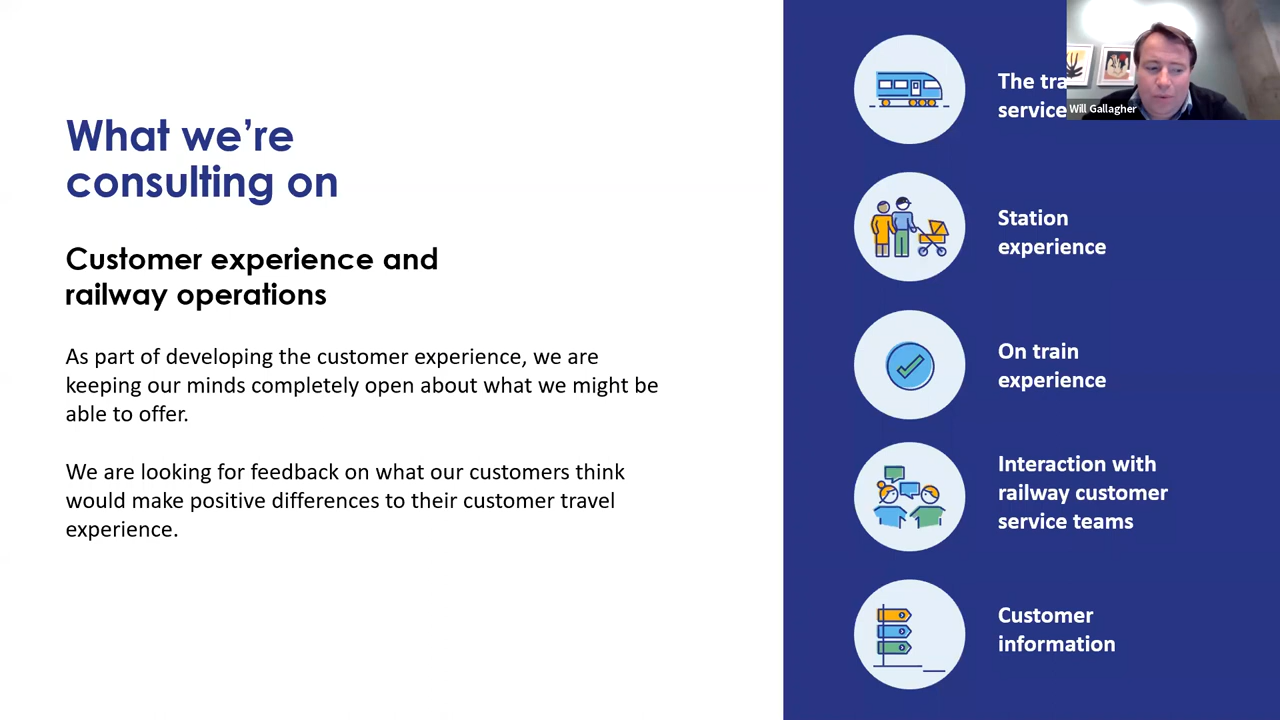 What we’re
consulting on
Customer experience and
railway operations
As part of developing the customer experience, we are
keeping our minds completely open about what we might be
able to offer.
We are looking for feedback on what our customers think
would make positive differences to their customer travel
experience.
The
service
Will Gallagher
Station
experience
On train
experience
Interaction with
railway customer
service teams
Customer
information